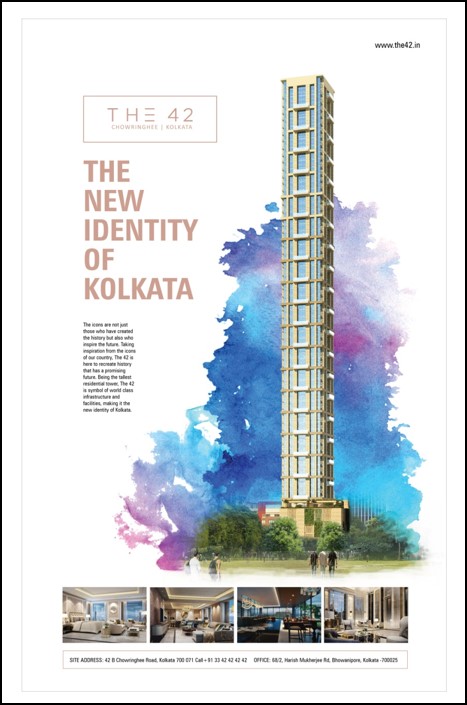 www.the42.in
THE 42
CHOWRINGHEE | KOLKATA
THE
NEW
IDENTITY
OF
KOLKATA
The icons are not just
those who have created
the history but also who
inspire the future. Taking
inspiration from the icons
of our country, The 42 is
here to recreate history
that has a promising
future. Being the tallest
residential tower, The 42
is symbol of world class
infrastructure and
facilities, making it the
new identity of Kolkata.
SITE ADDRESS: 42 B Chowringhee Road, Kolkata 700 071 Call + 91 33 42 42 42 42 OFFICE: 68/2, Harish Mukherjee Rd, Bhowanipore, Kolkata -700025